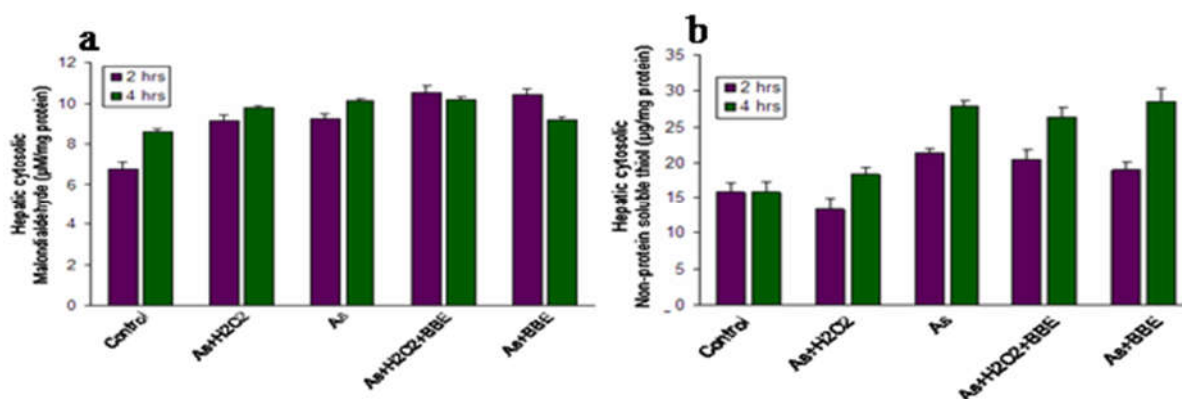 a
Hepatic cytosolic
Malondialdehyde (µM/mg protein)
12
10
8
6
4
2
0
2 hrs
4 hrs
Control
As+H2O2
As
As+H2O2+BBE
As+BBE
b
Hepatic cytosolic
Non-protein soluble thiol (µg/mg protein)
35
30
25
20
15
10
5
0
2 hrs
4 hrs
Control
As+H2O2
As
As+H2O2+BBE
As+BBE